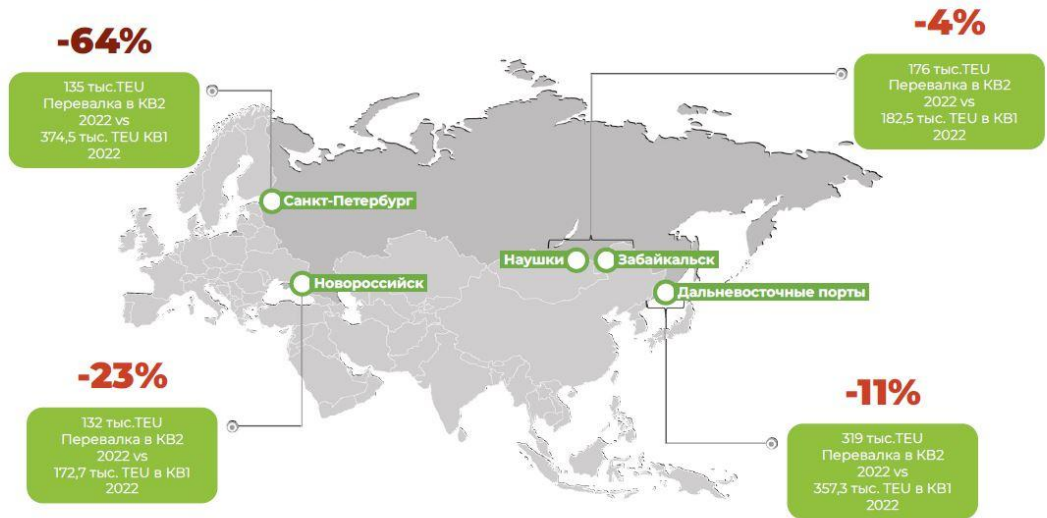 -64%
135 тыс.TEU
Перевалка в КВ2
2022 vs
374,5 тыс. TEU КВ1
2022
-4%
176 тыс.TEU
Перевалка в КВ2
2022 vs
182,5 тыс. TEU в КВ1
2022
Санкт-Петербург
Наушки
Забайкальск
Новороссийск
Дальневосточные порты
-23%
132 тыс.TEU
Перевалка в КВ2
2022 vs
172,7 тыс. TEU в КВ1
2022
-11%
319 тыс.TEU
Перевалка в КВ2
2022 vs
357,3 тыс. TEU в КВ1
2022